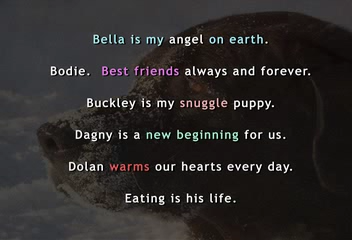 Bella is my angel on earth.
Bodie.  Best friends always and forever.
Buckley is my snuggle puppy.
Dagny is a new beginning for us.
Dolan warms our hearts every day.
Eating is his life.